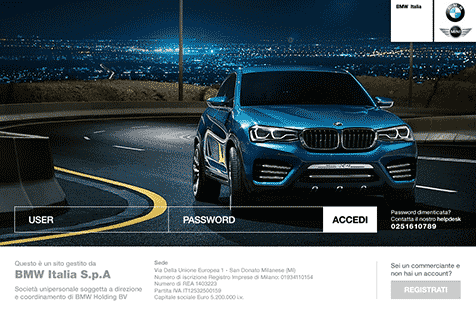 BMW Italia
BMW
MINI
USER
PASSWORD
ACCEDI
Password dimenticata?
Contatta il nostro helpdesk
0251610789
Questo è un sito gestito da
BMW Italia S.p.A
Società unipersonale soggetta a direzione
e coordinamento di BMW Holding BV
Sede
Via Della Unione Europea 1 - San Donato Milanese (MI)
Numero di iscrizione Registro Imprese di Milano: 01934110154
Numero di REA 1403223
Partita IVA IT12532500159
Capitale sociale Euro 5.200.000 i.v.
Sei un commerciante e
non hai un account?
REGISTRATI